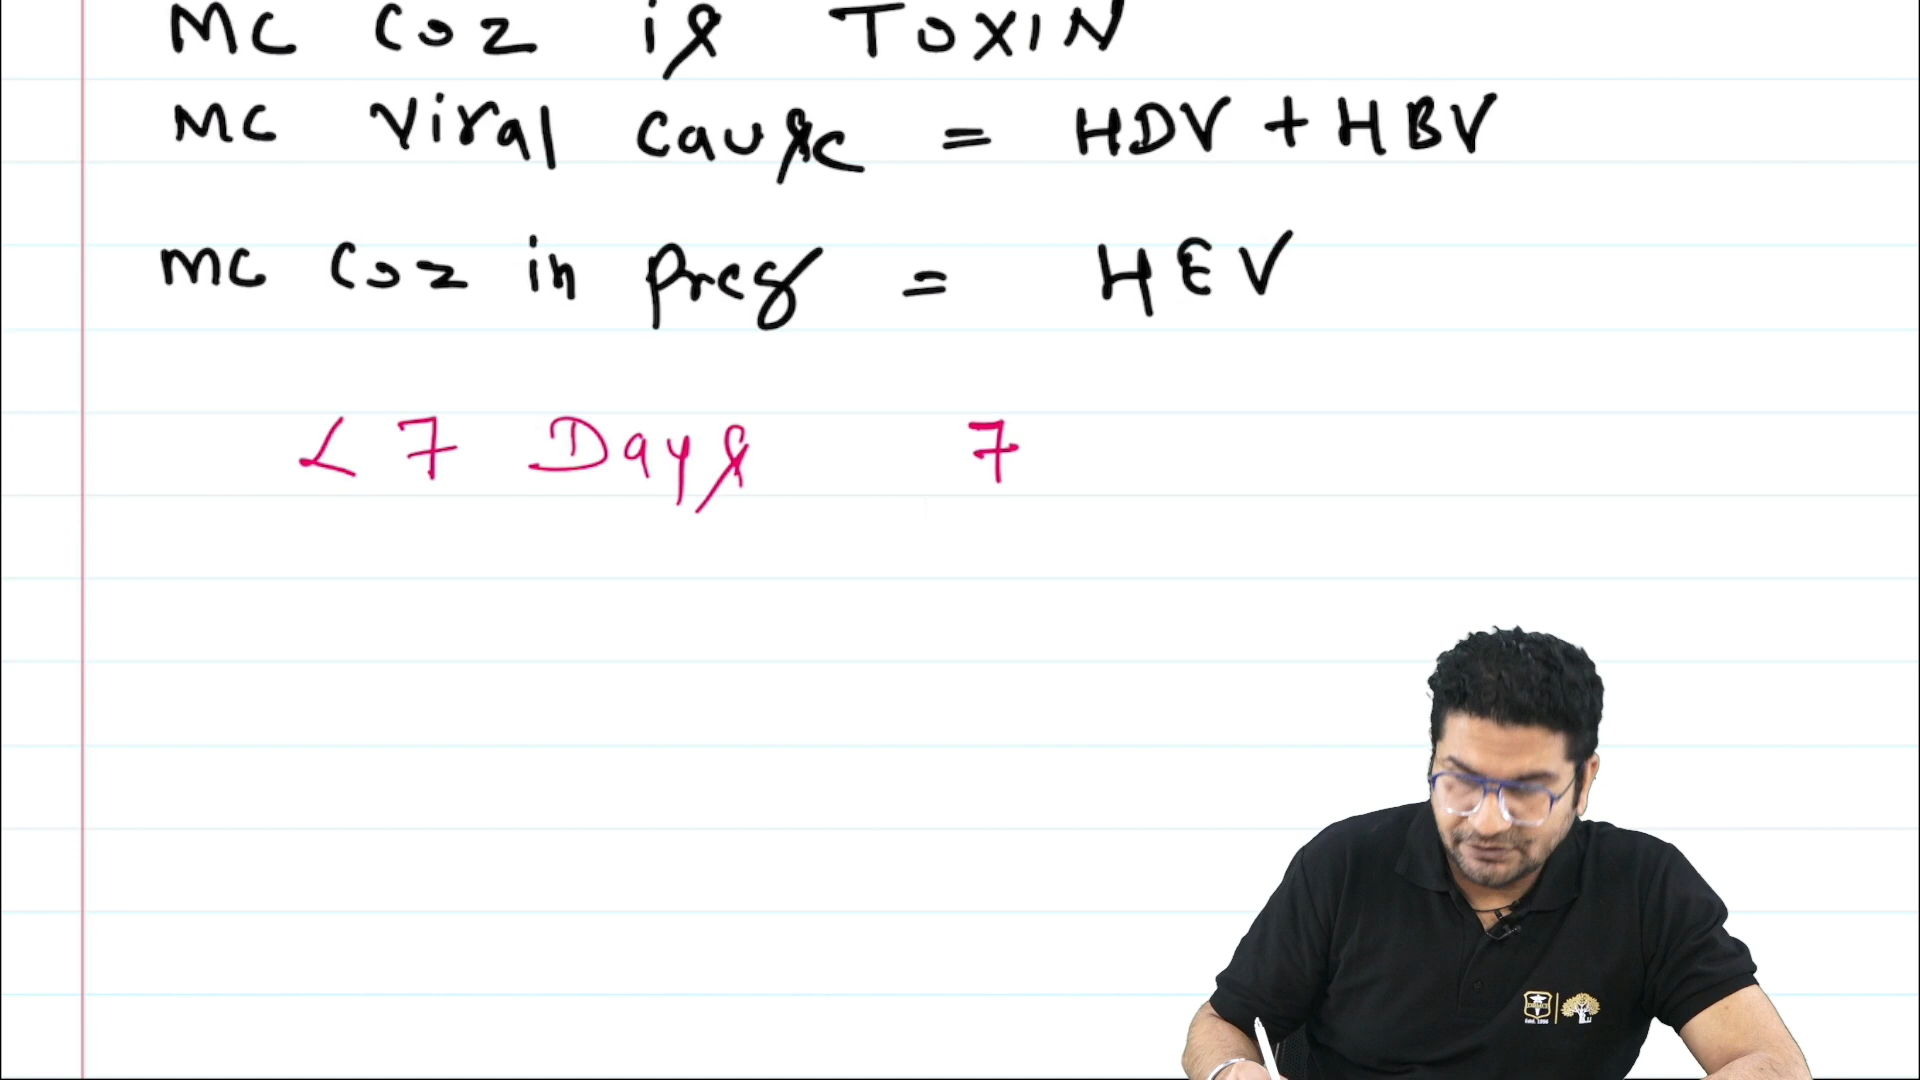 MC Coz is TOXIN
MC Viral cause = HDV + HBV
MC Coz in preg = HEV
< 7 Days 7